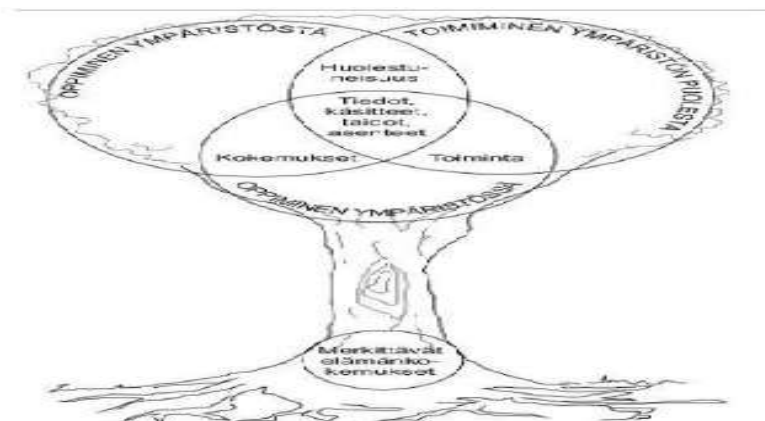 OPPIMINEN YMPÄRISTÖSTÄ
TOIMIMINEN YMPÄRISTÖN PUOLESTA
Huolestu-
neisuus
Tiedot,
käsitteet,
taidot,
asenteet
Kokemukset
Toiminta
OPPIMINEN YMPÄRISTÖSSÄ
Merkittävät
elämänko-
kemukset